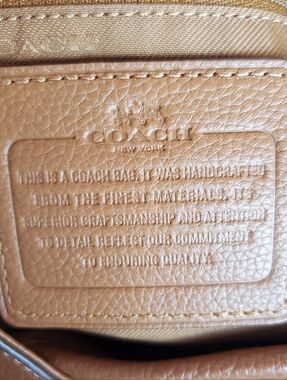 COACH
COACH
NEW YORK
THIS IS A COACH BAG. IT WAS HANDCRAFTED
FROM THE FINEST MATERIALS. ITS
SUPERIOR CRAFTSMANSHIP AND ATTENTION
TO DETAIL REFLECT OUR COMMITMENT
TO ENDURING QUALITY.